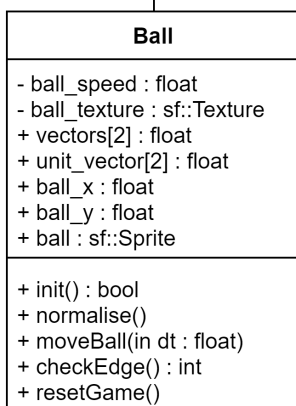 Ball
- ball_speed : float
- ball_texture : sf::Texture
+ vectors[2] : float
+ unit_vector[2] : float
+ ball_x : float
+ ball_y : float
+ ball : sf::Sprite
+ init() : bool
+ normalise()
+ moveBall(in dt : float)
+ checkEdge() : int
+ resetGame()